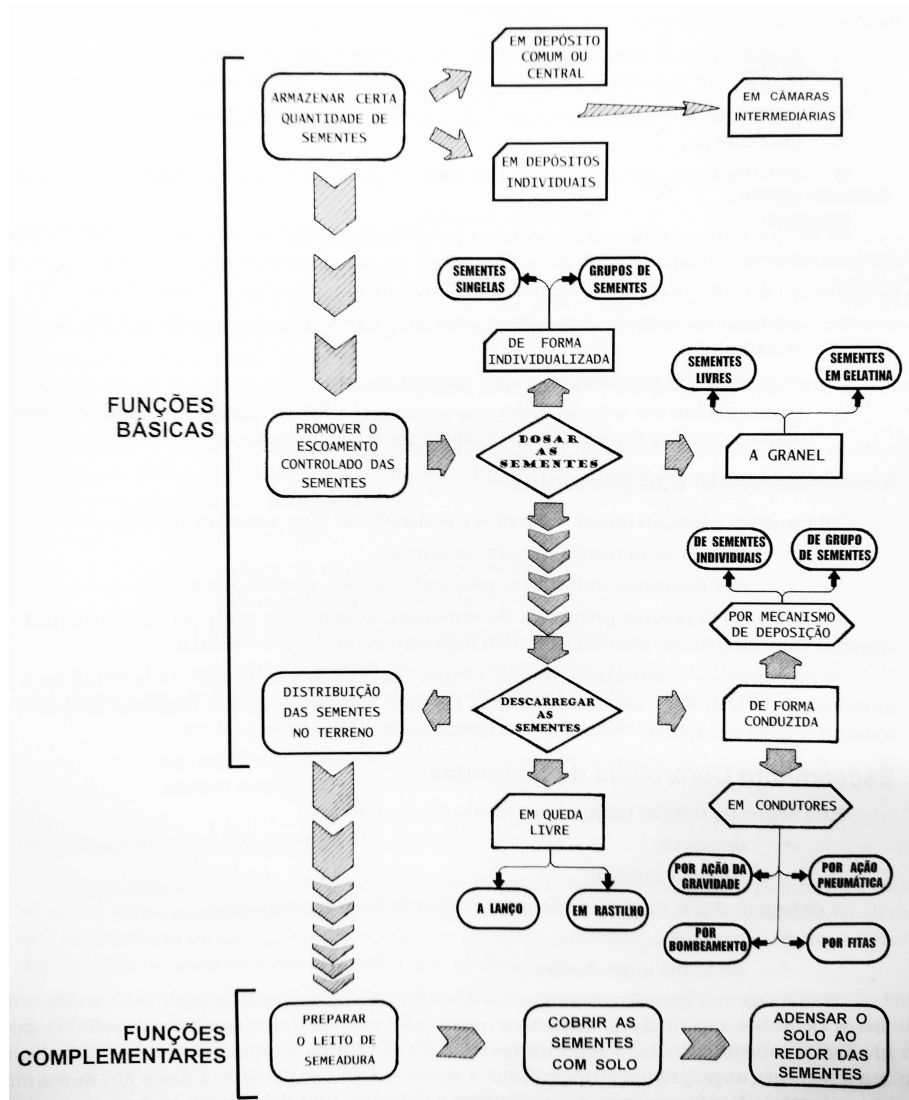 EM DEPÓSITO
COMUM OU
CENTRAL
ARMAZENAR CERTA
QUANTIDADE DE
SEMENTES
EM CÂMARAS
INTERMEDIÁRIAS
EM DEPÓSITOS
INDIVIDUAIS
SEMENTES
SINGELAS
GRUPOS DE
SEMENTES
DE FORMA
INDIVIDUALIZADA
SEMENTES
LIVRES
SEMENTES
EM GELATINA
FUNÇÕES
BÁSICAS
PROMOVER O
ESCOAMENTO
CONTROLADO DAS
SEMENTES
DOSAR
AS
SEMENTES
A GRANEL
DE SEMENTES
INDIVIDUAIS
DE GRUPO
DE SEMENTES
POR MECANISMO
DE DEPOSIÇÃO
DISTRIBUIÇÃO
DAS SEMENTES
NO TERRENO
DESCARREGAR
AS
SEMENTES
DE FORMA
CONDUZIDA
EM QUEDA
LIVRE
EM CONDUTORES
A LANÇO
EM RASTILHO
POR AÇÃO DA
GRAVIDADE
POR AÇÃO
PNEUMÁTICA
POR
BOMBEAMENTO
POR FITAS
FUNÇÕES
COMPLEMENTARES
PREPARAR
O LEITO DE
SEMEADURA
COBRIR AS
SEMENTES
COM SOLO
ADENSAR O
SOLO AO
REDOR DAS
SEMENTES